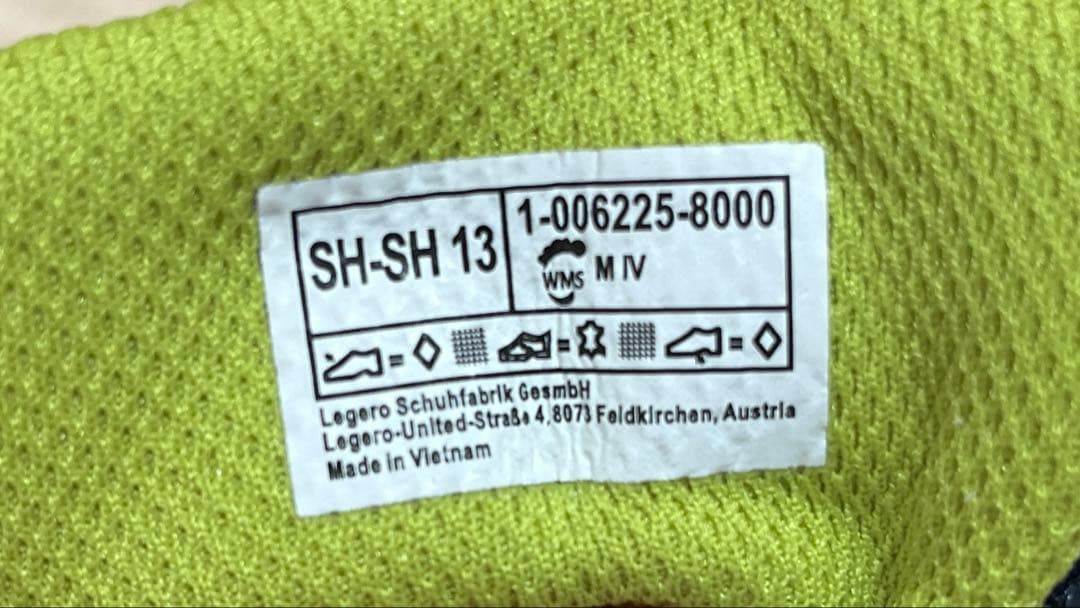 SH-SH 13
1-006225-8000
WMS M IV
= =  =
Legero Schuhfabrik GesmbH
Legero-United-Straße 4,8073 Feldkirchen, Austria
Made in Vietnam